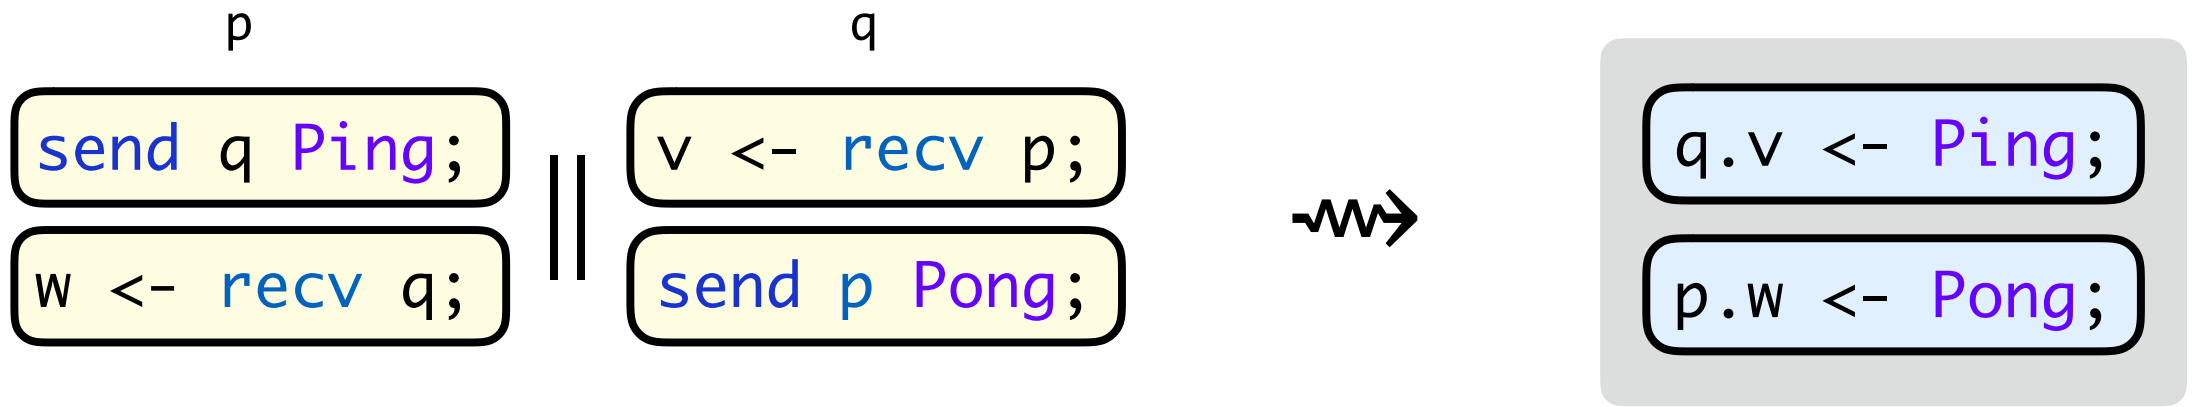 p
send q Ping;
w <- recv q;
q
v <- recv p;
send p Pong;
q.v <- Ping;
p.w <- Pong;